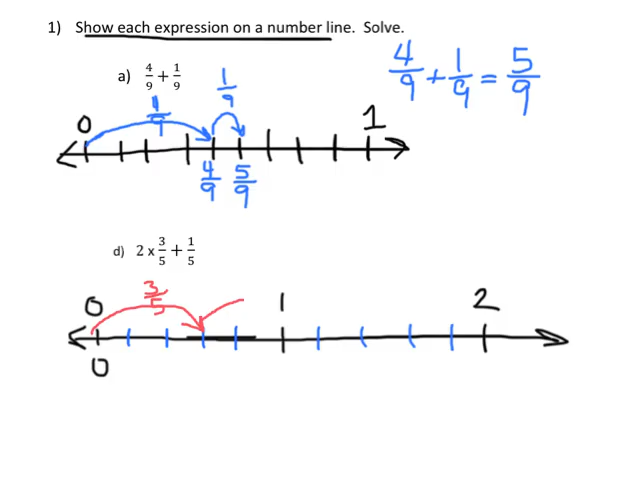 1) Show each expression on a number line. Solve.
a) 4/9 + 1/9
4/9 + 1/9 = 5/9
4/9 1/9
0 1
4/9 5/9
d) 2 x 3/5 + 1/5
3/5
0 1 2
0